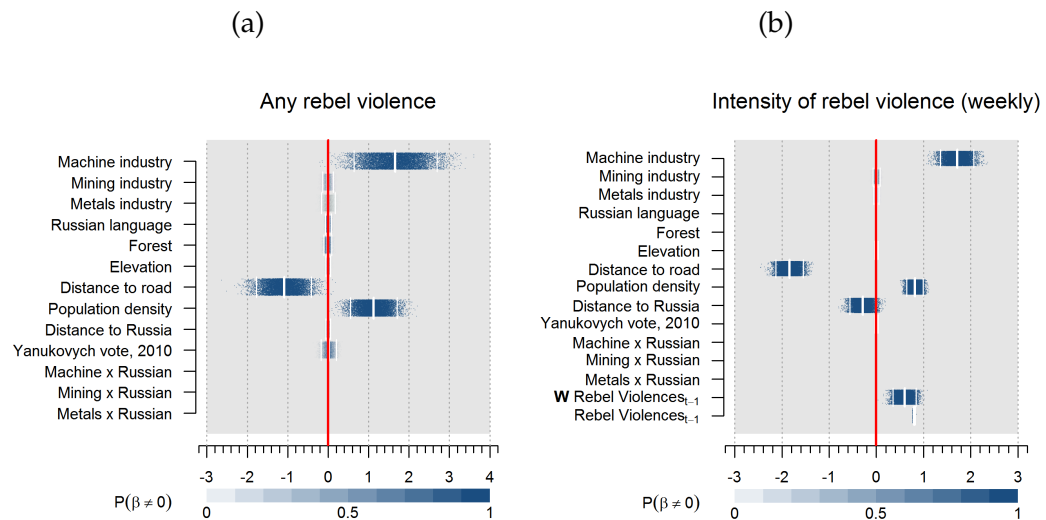 (a)
Any rebel violence
Machine industry
Mining industry
Metals industry
Russian language
Forest
Elevation
Distance to road
Population density
Distance to Russia
Yanukovych vote, 2010
Machine x Russian
Mining x Russian
Metals x Russian
-3 -2 -1 0 1 2 3 4
P(β ≠ 0)
0 0.5 1
(b)
Intensity of rebel violence (weekly)
Machine industry
Mining industry
Metals industry
Russian language
Forest
Elevation
Distance to road
Population density
Distance to Russia
Yanukovych vote, 2010
Machine x Russian
Mining x Russian
Metals x Russian
W Rebel Violences t−1
Rebel Violences t−1
-3 -2 -1 0 1 2 3
P(β ≠ 0)
0 0.5 1